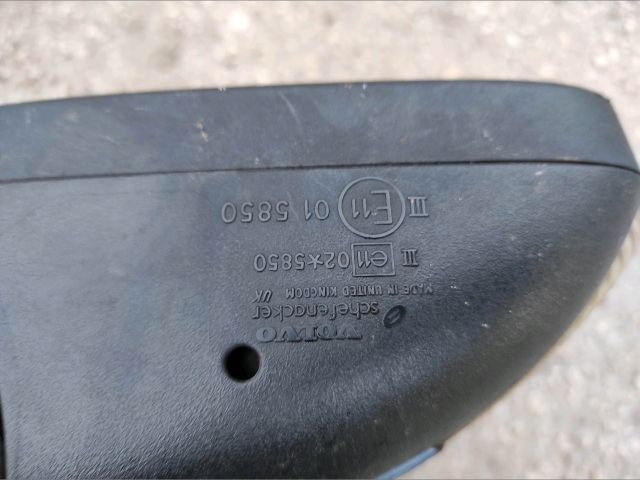 VOLVO
schefenacker
MADE IN UNITED KINGDOM UK
III e11 02*5850
III E11 01 5850